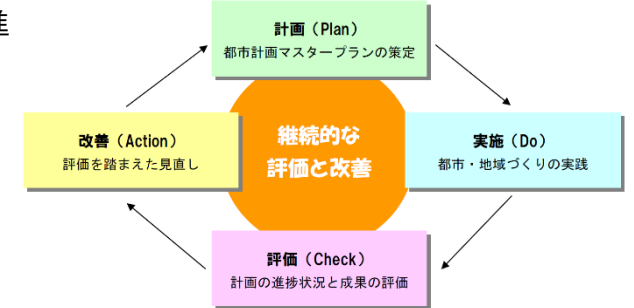 進
計画（Plan）
都市計画マスタープランの策定
改善（Action）
評価を踏まえた見直し
継続的な
評価と改善
実施（Do）
都市・地域づくりの実践
評価（Check）
計画の進捗状況と成果の評価